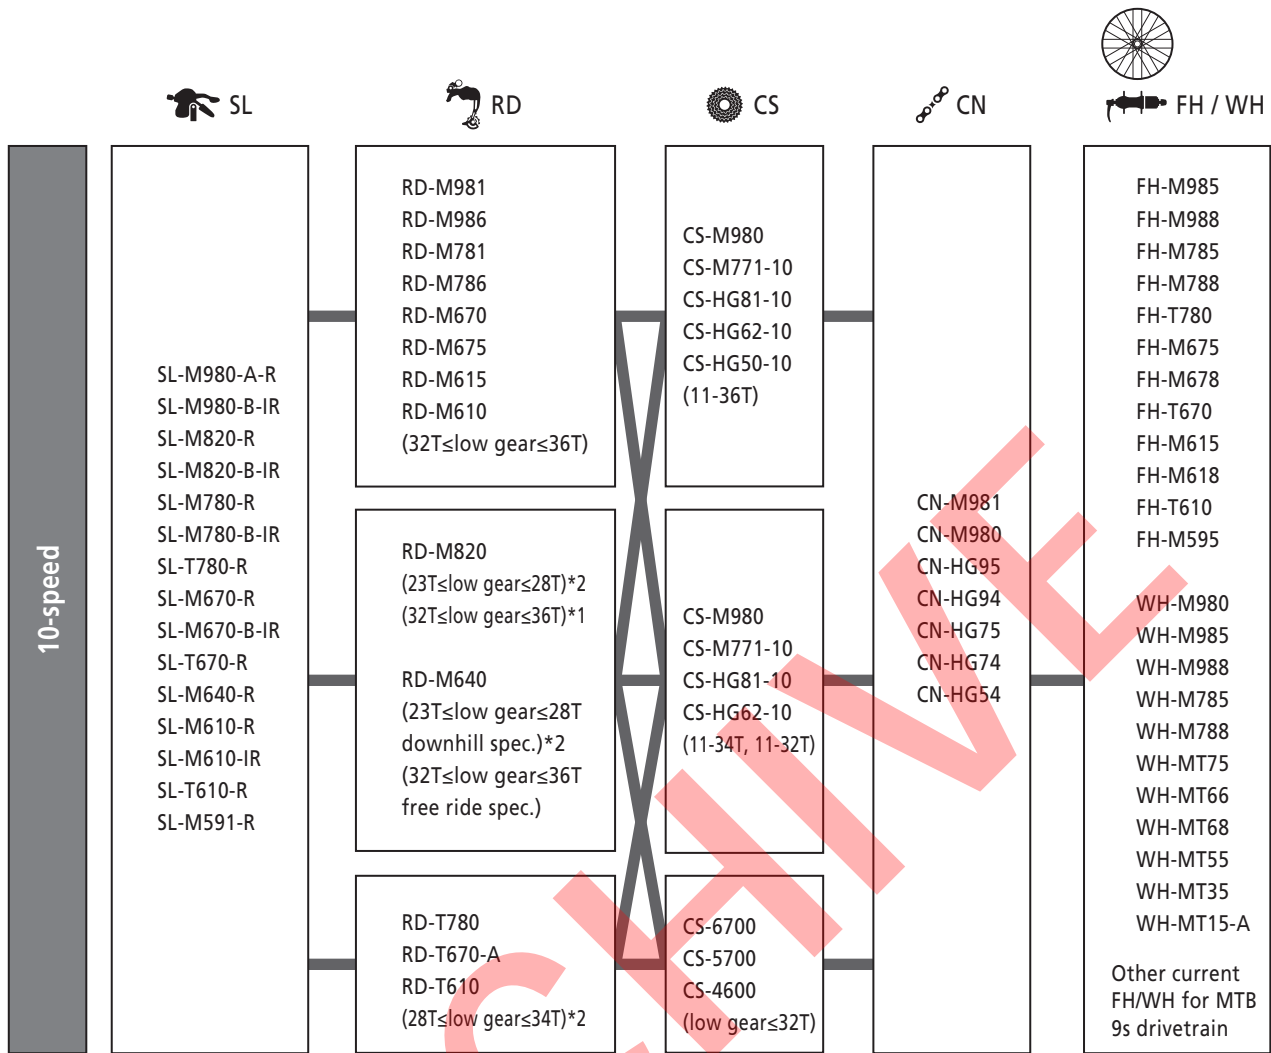 SL
RD
CS
CN
FH / WH
10-speed
SL-M980-A-R
SL-M980-B-IR
SL-M820-R
SL-M820-B-IR
SL-M780-R
SL-M780-B-IR
SL-T780-R
SL-M670-R
SL-M670-B-IR
SL-T670-R
SL-M640-R
SL-M610-R
SL-M610-IR
SL-T610-R
SL-M591-R
RD-M981
RD-M986
RD-M781
RD-M786
RD-M670
RD-M675
RD-M615
RD-M610
(32T≤low gear≤36T)
RD-M820
(23T≤low gear≤28T)*2
(32T≤low gear≤36T)*1
RD-M640
(23T≤low gear≤28T
downhill spec.)*2
(32T≤low gear≤36T
free ride spec.)
RD-T780
RD-T670-A
RD-T610
(28T≤low gear≤34T)*2
CS-M980
CS-M771-10
CS-HG81-10
CS-HG62-10
CS-HG50-10
(11-36T)
CS-M980
CS-M771-10
CS-HG81-10
CS-HG62-10
(11-34T, 11-32T)
CS-6700
CS-5700
CS-4600
(low gear≤32T)
CN-M981
CN-M980
CN-HG95
CN-HG94
CN-HG75
CN-HG74
CN-HG54
FH-M985
FH-M988
FH-M785
FH-M788
FH-T780
FH-M675
FH-M678
FH-T670
FH-M615
FH-M618
FH-T610
FH-M595
WH-M980
WH-M985
WH-M988
WH-M785
WH-M788
WH-MT75
WH-MT66
WH-MT68
WH-MT55
WH-MT35
WH-MT15-A
Other current
FH/WH for MTB
9s drivetrain
CHIVE